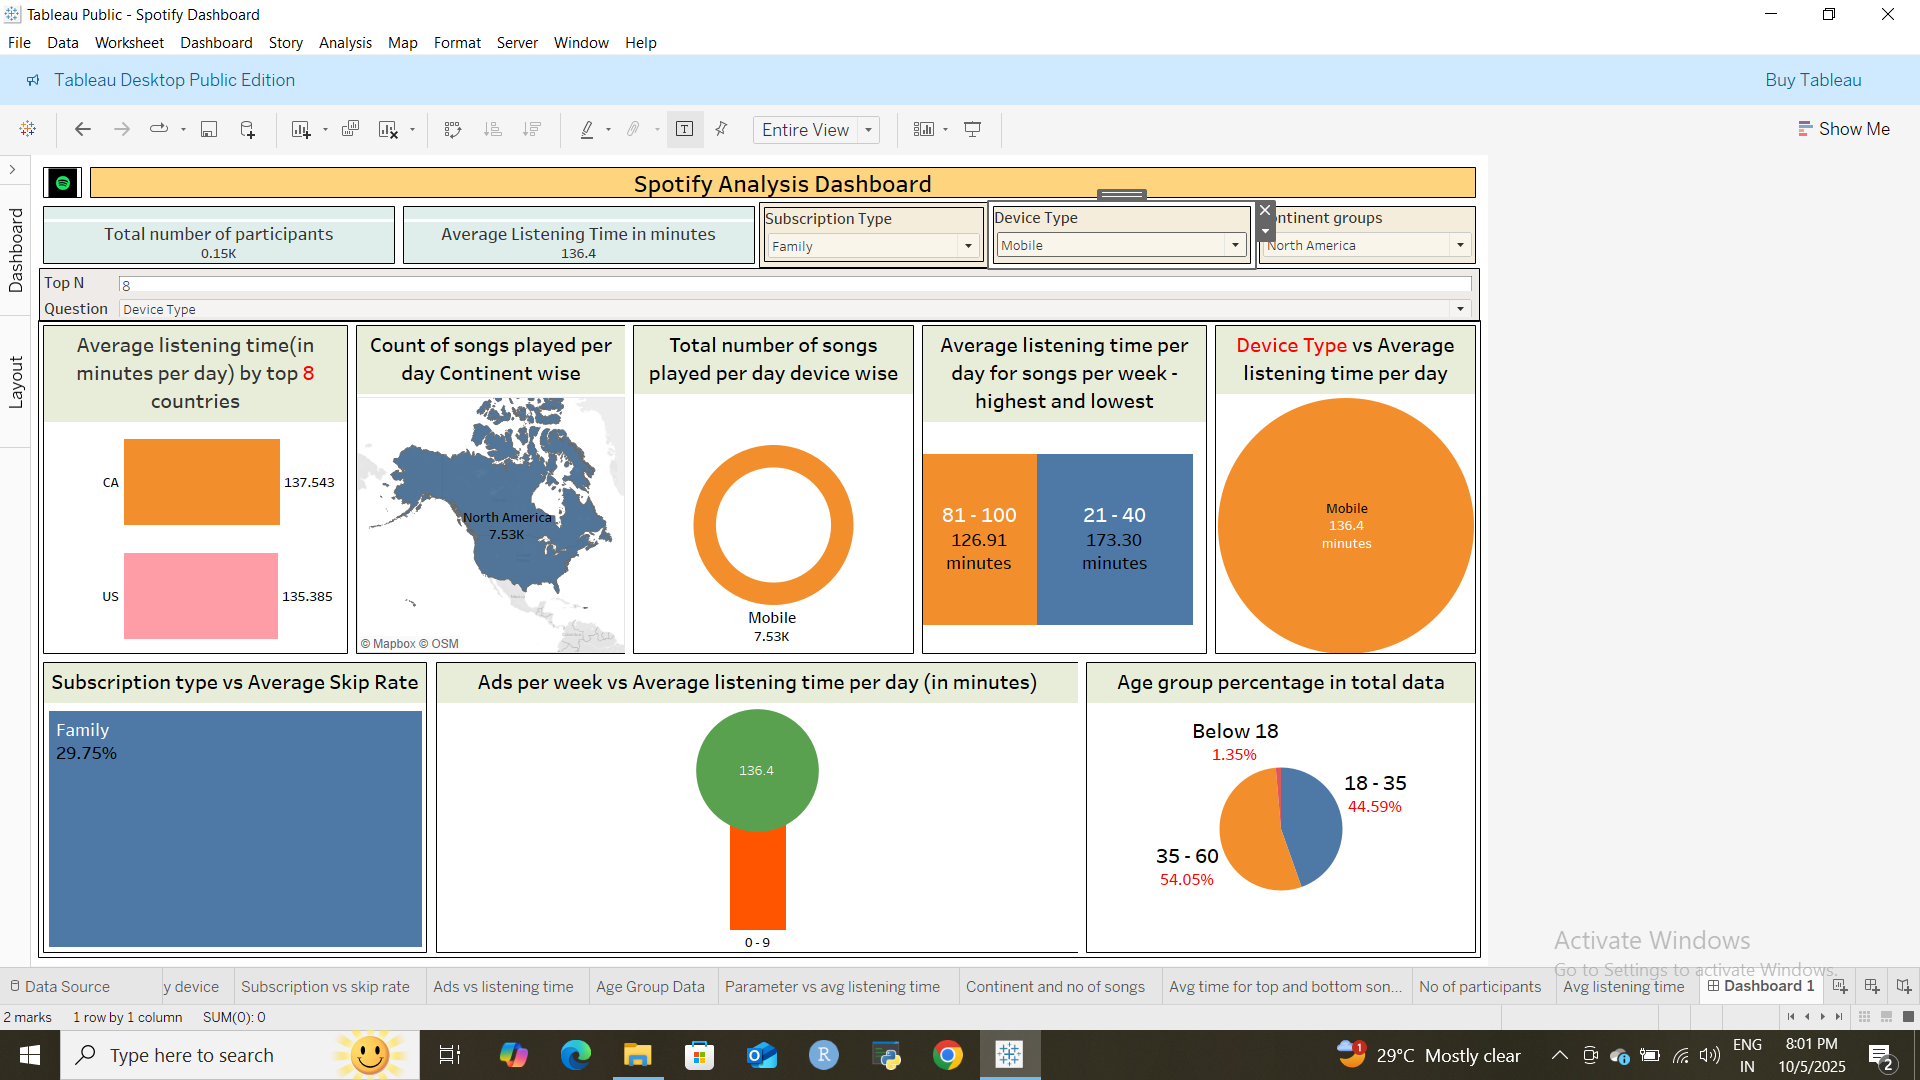 Tableau Public - Spotify Dashboard
File Data Worksheet Dashboard Story Analysis Map Format Server Window Help
Tableau Desktop Public Edition
Buy Tableau
Entire View
Show Me
Dashboard
Layout
Spotify Analysis Dashboard
Total number of participants
0.15K
Average Listening Time in minutes
136.4
Subscription Type
Family
Device Type
Mobile
ontinent groups
North America
Top N
8
Question
Device Type
Average listening time(in
minutes per day) by top 8
countries
CA
137.543
US
135.385
Count of songs played per
day Continent wise
North America
7.53K
© Mapbox © OSM
Total number of songs
played per day device wise
Mobile
7.53K
Average listening time per
day for songs per week -
highest and lowest
81 - 100
126.91
minutes
21 - 40
173.30
minutes
Device Type vs Average
listening time per day
Mobile
136.4
minutes
Subscription type vs Average Skip Rate
Family
29.75%
Ads per week vs Average listening time per day (in minutes)
136.4
0 - 9
Age group percentage in total data
Below 18
1.35%
18 - 35
44.59%
35 - 60
54.05%
Activate Windows
Go to Settings to activate Windows.
Data Source
y device
Subscription vs skip rate
Ads vs listening time
Age Group Data
Parameter vs avg listening time
Continent and no of songs
Avg time for top and bottom son...
No of participants
Avg listening time
Dashboard 1
2 marks 1 row by 1 column SUM(0): 0
Type here to search
R
1
29°C Mostly clear
ENG
IN
8:01 PM
10/5/2025
2